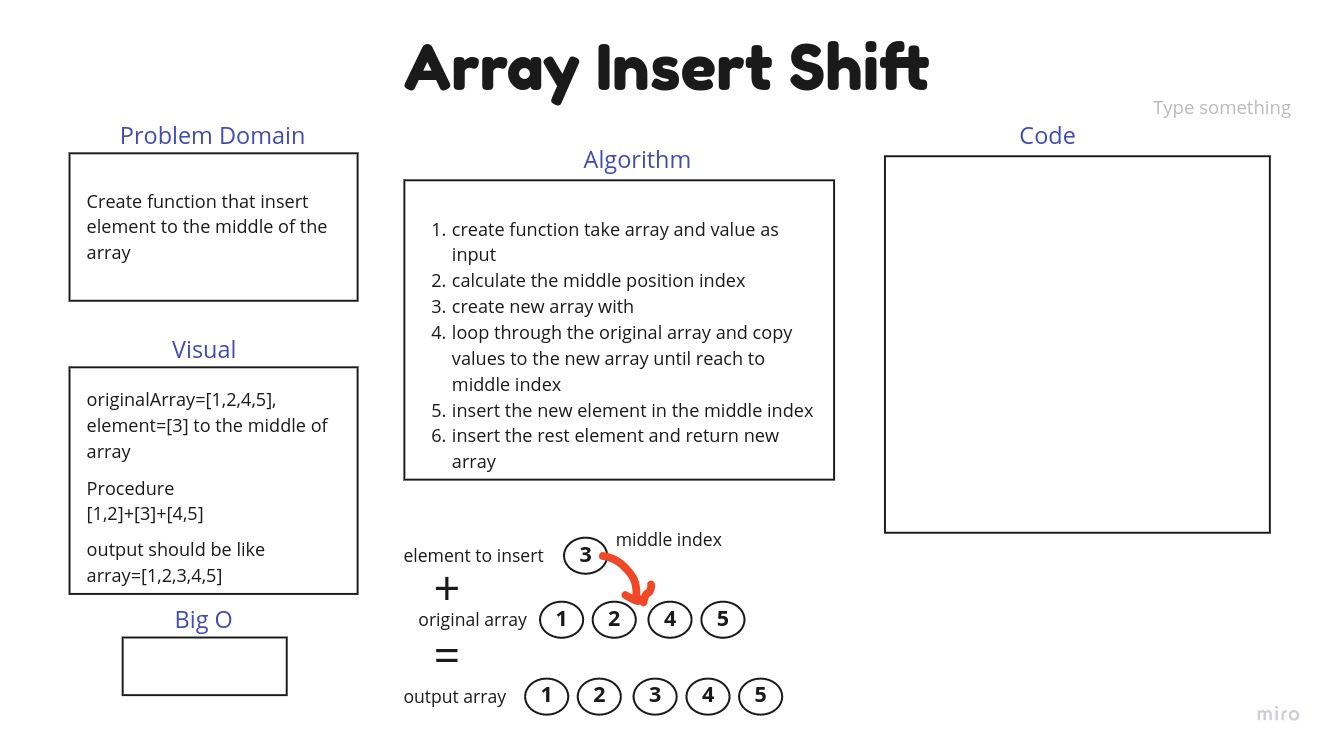 Array Insert Shift
Type something
Problem Domain
Create function that insert
element to the middle of the
array
Visual
originalArray=[1,2,4,5],
element=[3] to the middle of
array
Procedure
[1,2]+[3]+[4,5]
output should be like
array=[1,2,3,4,5]
Big O
Algorithm
1. create function take array and value as
input
2. calculate the middle position index
3. create new array with
4. loop through the original array and copy
values to the new array until reach to
middle index
5. insert the new element in the middle index
6. insert the rest element and return new
array
element to insert 3 middle index
+
original array 1 2 4 5
=
output array 1 2 3 4 5
Code
miro